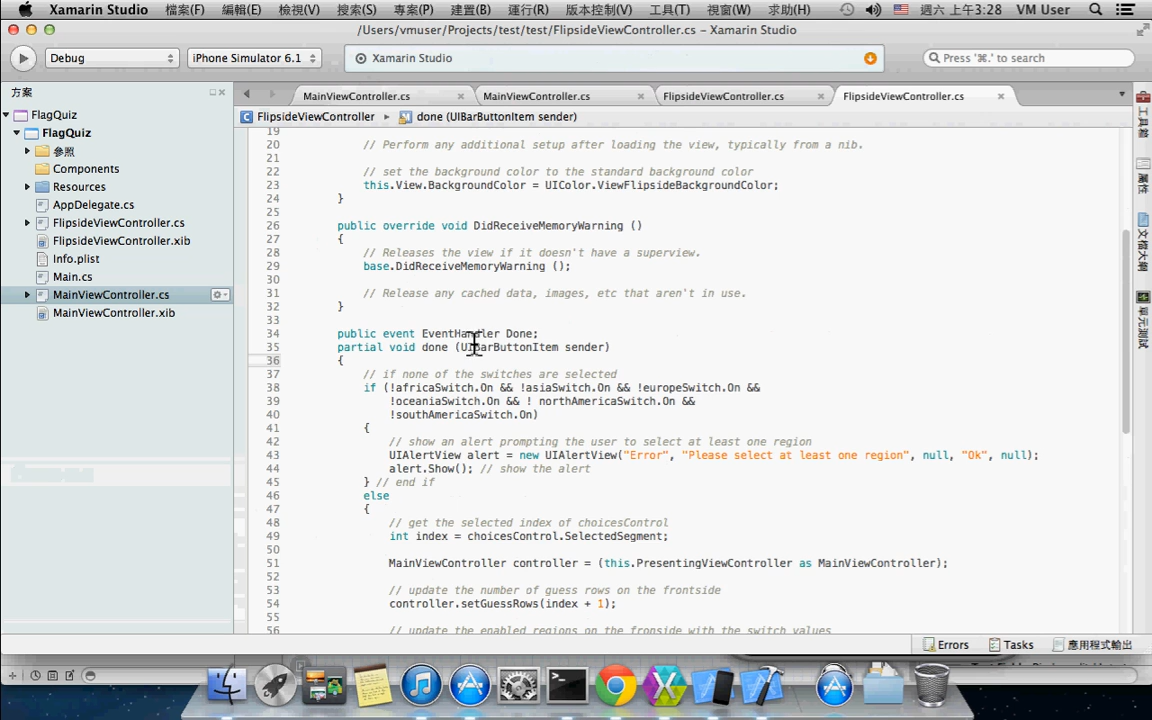 Xamarin Studio 檔案(F) 編輯(E) 檢視(V) 搜索(S) 專案(P) 建置(B) 運行(R) 版本控制(V) 工具(T) 視窗(W) 求助(H) 週六 上午3:28 VM User
/Users/vmuser/Projects/test/test/FlipsideViewController.cs – Xamarin Studio
Debug iPhone Simulator 6.1 Xamarin Studio Press '⌘.' to search
方案
MainViewController.cs MainViewController.cs FlipsideViewController.cs FlipsideViewController.cs
FlipsideViewController done (UIBarButtonItem sender)
FlagQuiz
FlagQuiz
參照
Components
Resources
AppDelegate.cs
FlipsideViewController.cs
FlipsideViewController.xib
Info.plist
Main.cs
MainViewController.cs
MainViewController.xib
19
20 // Perform any additional setup after loading the view, typically from a nib.
21
22 // set the background color to the standard background color
23 this.View.BackgroundColor = UIColor.ViewFlipsideBackgroundColor;
24 }
25
26 public override void DidReceiveMemoryWarning ()
27 {
28 // Releases the view if it doesn't have a superview.
29 base.DidReceiveMemoryWarning ();
30
31 // Release any cached data, images, etc that aren't in use.
32 }
33
34 public event EventHandler Done;
35 partial void done (UIBarButtonItem sender)
36 {
37 // if none of the switches are selected
38 if (!africaSwitch.On && !asiaSwitch.On && !europeSwitch.On &&
39 !oceaniaSwitch.On && ! northAmericaSwitch.On &&
40 !southAmericaSwitch.On)
41 {
42 // show an alert prompting the user to select at least one region
43 UIAlertView alert = new UIAlertView("Error", "Please select at least one region", null, "Ok", null);
44 alert.Show(); // show the alert
45 } // end if
46 else
47 {
48 // get the selected index of choicesControl
49 int index = choicesControl.SelectedSegment;
50
51 MainViewController controller = (this.PresentingViewController as MainViewController);
52
53 // update the number of guess rows on the frontside
54 controller.setGuessRows(index + 1);
55
56 // update the enabled regions on the fronside with the switch values
工具箱
屬性
文檔大綱
單元測試
Errors Tasks 應用程式輸出